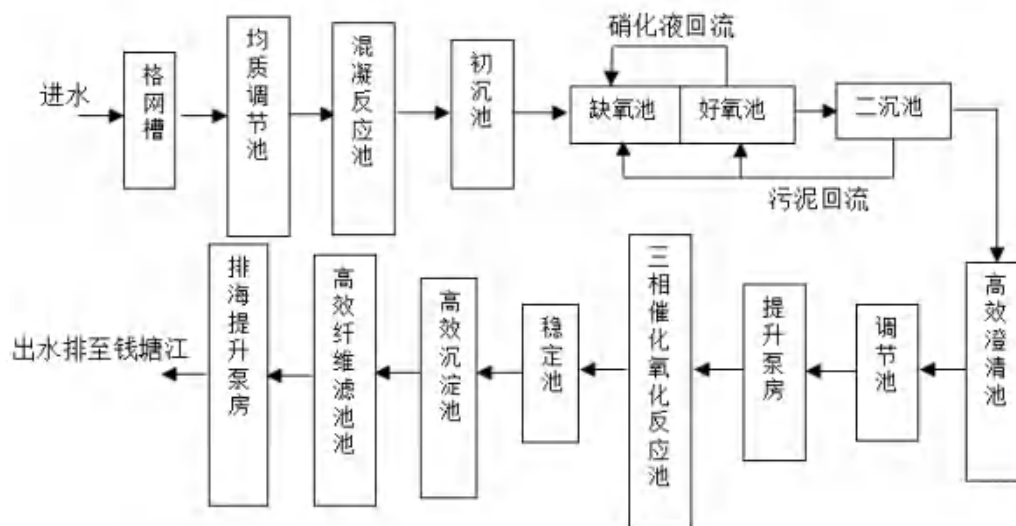 硝化液回流
进水
格网槽
均质调节池
混凝反应池
初沉池
缺氧池
好氧池
二沉池
污泥回流
高效澄清池
调节池
提升泵房
三相催化氧化反应池
稳定池
高效沉淀池
高效纤维滤池池
排海提升泵房
出水排至钱塘江